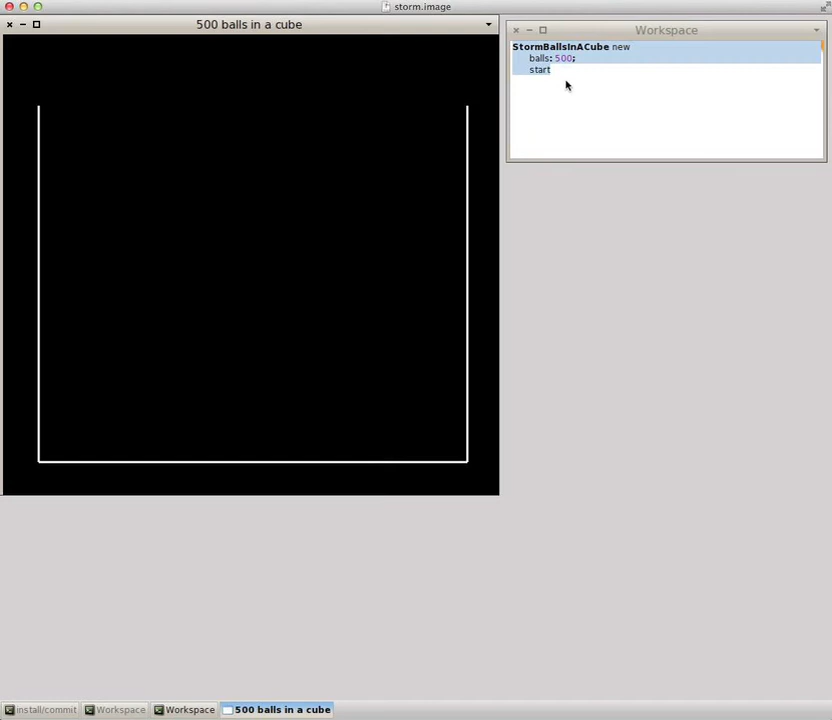 storm.image
500 balls in a cube
Workspace
StormBallsInACube new
balls: 500;
start
install/commit
Workspace
Workspace
500 balls in a cube